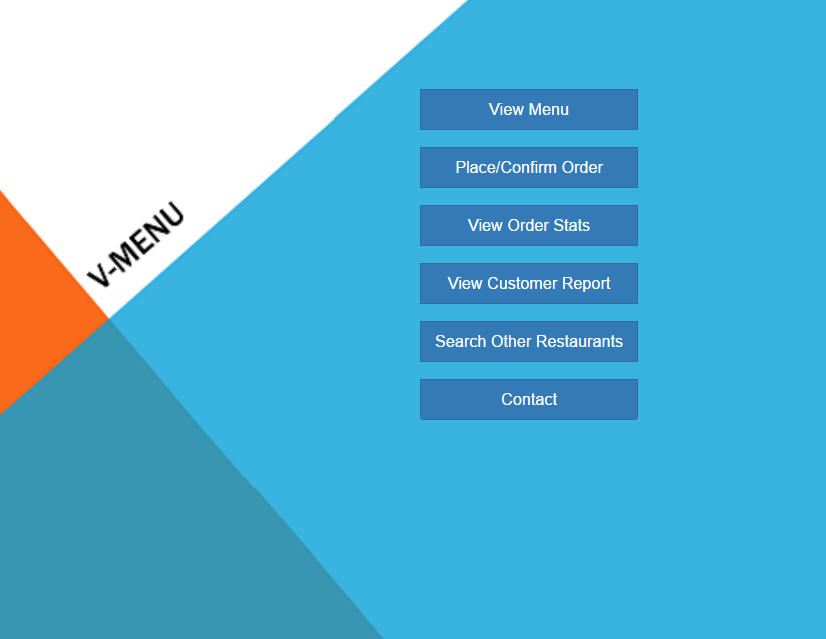 V-MENU
View Menu
Place/Confirm Order
View Order Stats
View Customer Report
Search Other Restaurants
Contact